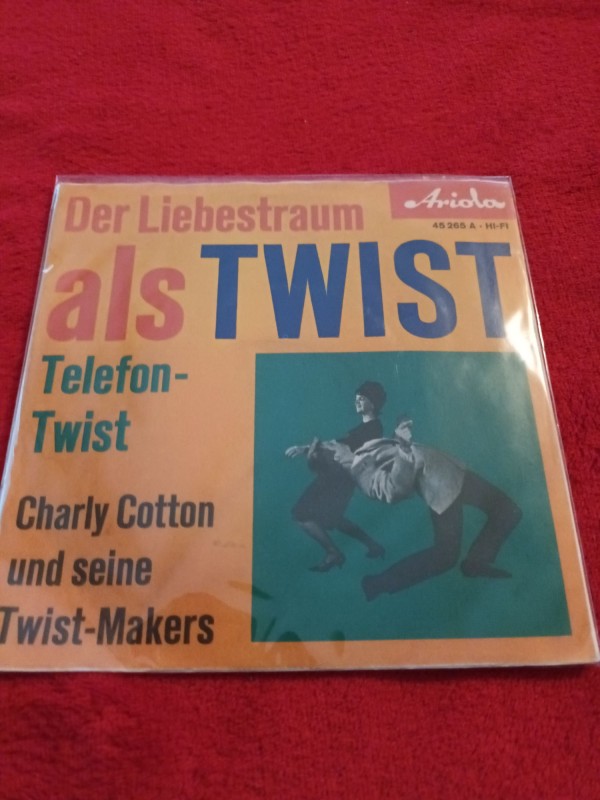 Der Liebestraum
Ariola
45 265 A - HI-FI
als TWIST
Telefon-
Twist
Charly Cotton
und seine
Twist-Makers